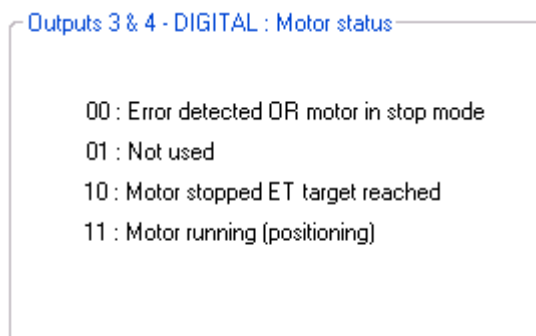 Outputs 3 & 4 - DIGITAL : Motor status
00 : Error detected OR motor in stop mode
01 : Not used
10 : Motor stopped ET target reached
11 : Motor running (positioning)